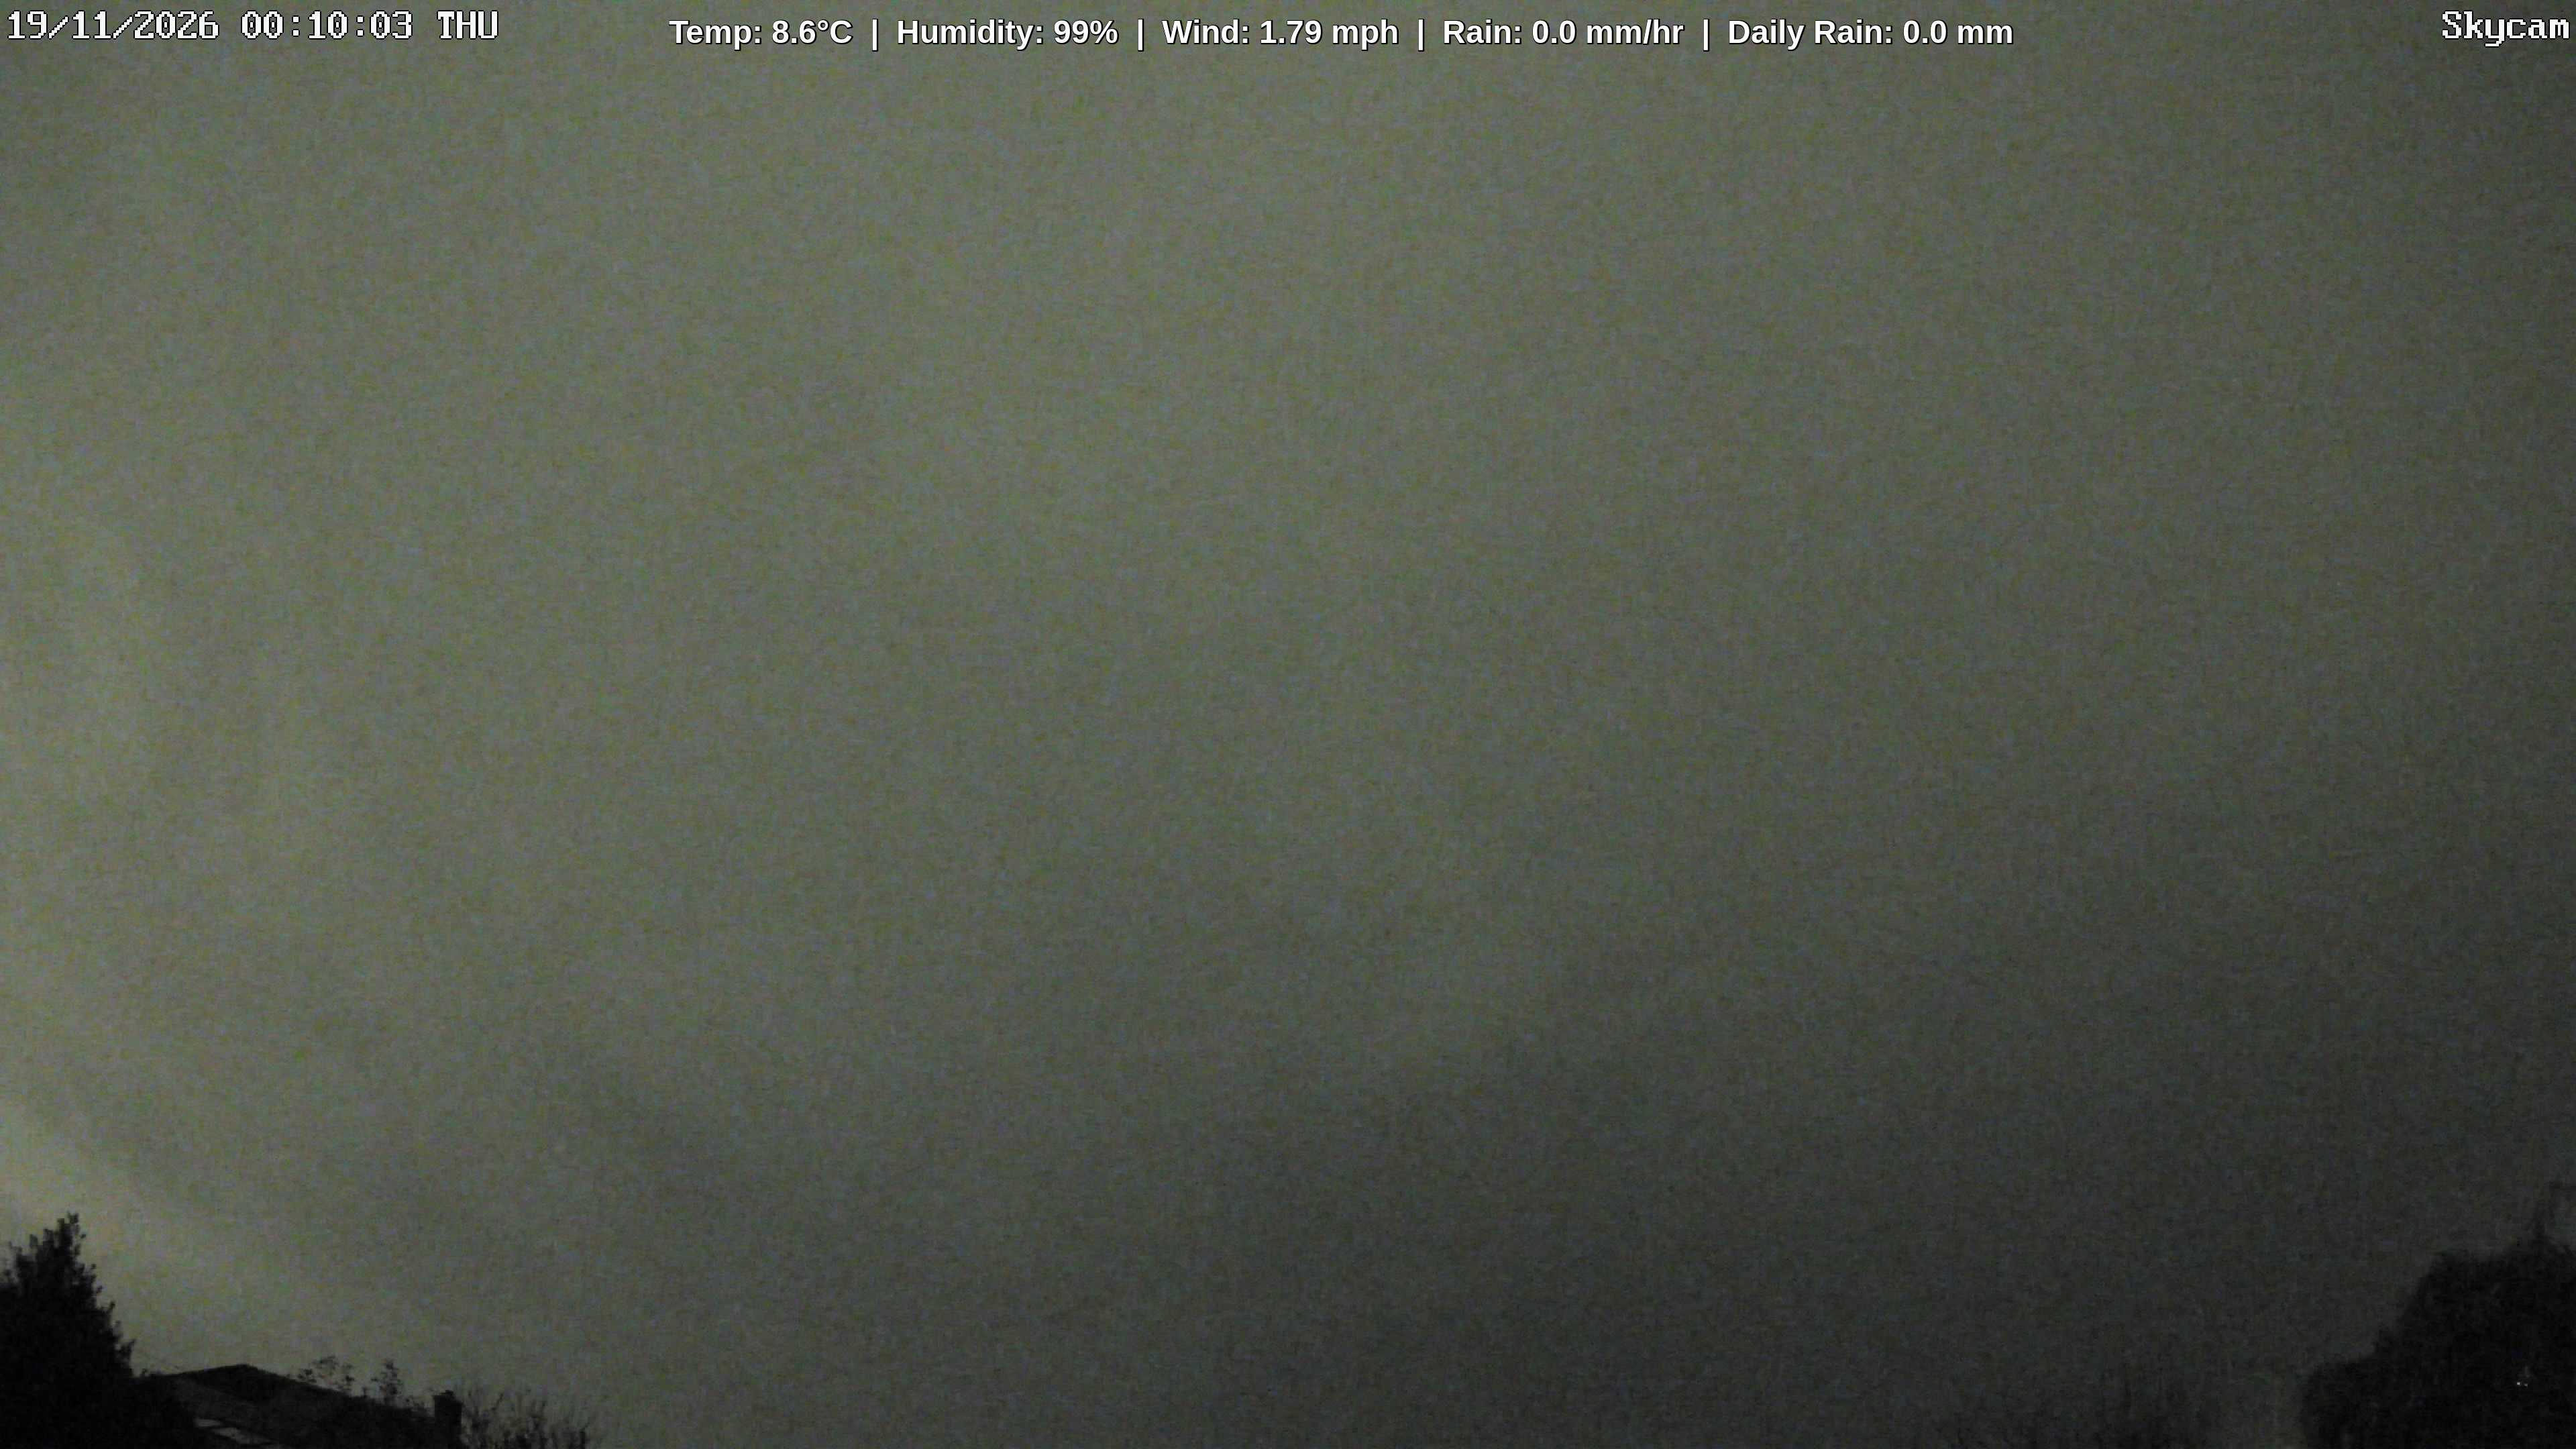 19/11/2026 00:10:03 THU
Temp: 8.6°C | Humidity: 99% | Wind: 1.79 mph | Rain: 0.0 mm/hr | Daily Rain: 0.0 mm
Skycam